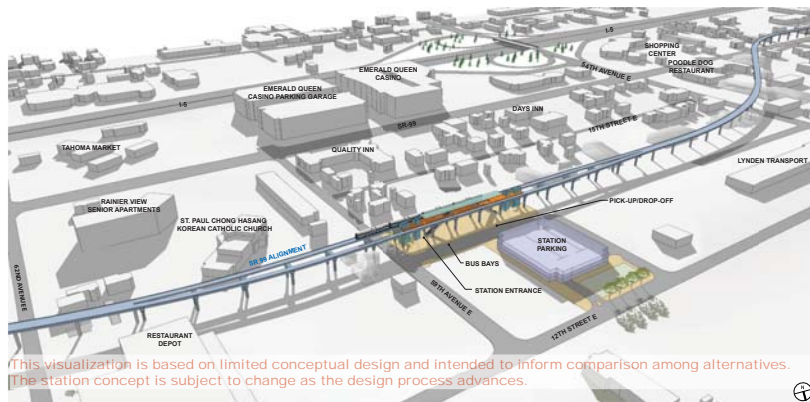 I-5
SHOPPING
CENTER
54TH AVENUE E
POODLE DOG
RESTAURANT
EMERALD QUEEN
CASINO
EMERALD QUEEN
CASINO PARKING GARAGE
I-5
DAYS INN
SR-99
15TH STREET E
TAHOMA MARKET
QUALITY INN
LYNDEN TRANSPORT
RAINIER VIEW
SENIOR APARTMENTS
PICK-UP/DROP-OFF
ST. PAUL CHONG HASANG
KOREAN CATHOLIC CHURCH
STATION
PARKING
SR 99 ALIGNMENT
BUS BAYS
62ND AVENUE E
STATION ENTRANCE
59TH AVENUE E
12TH STREET E
RESTAURANT
DEPOT
This visualization is based on limited conceptual design and intended to inform comparison among alternatives.
The station concept is subject to change as the design process advances.
N